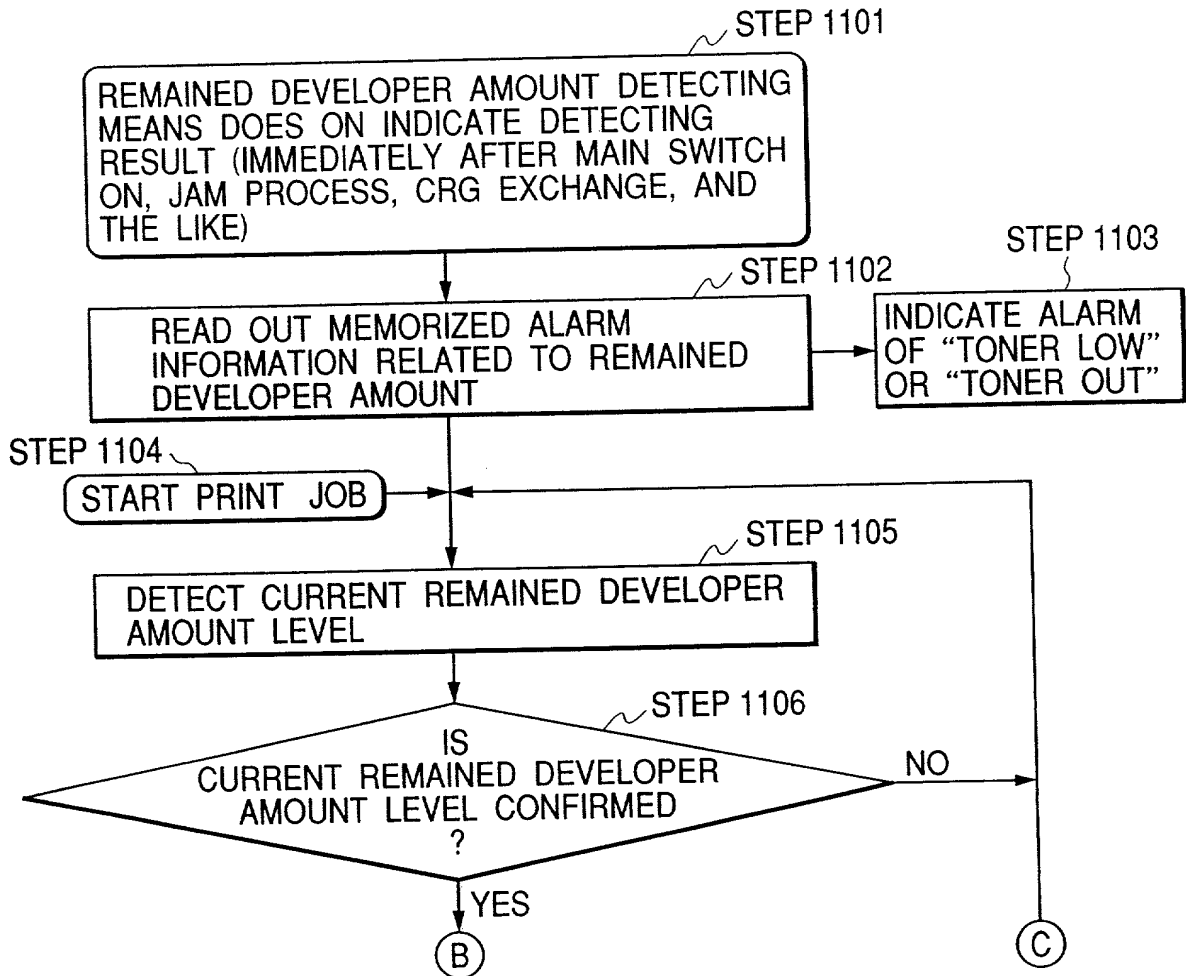 STEP 1101
REMAINED DEVELOPER AMOUNT DETECTING
MEANS DOES ON INDICATE DETECTING
RESULT (IMMEDIATELY AFTER MAIN SWITCH
ON, JAM PROCESS, CRG EXCHANGE, AND
THE LIKE)
STEP 1102
READ OUT MEMORIZED ALARM
INFORMATION RELATED TO REMAINED
DEVELOPER AMOUNT
STEP 1103
INDICATE ALARM
OF “TONER LOW”
OR “TONER OUT”
STEP 1104
START PRINT JOB
STEP 1105
DETECT CURRENT REMAINED DEVELOPER
AMOUNT LEVEL
STEP 1106
IS
CURRENT REMAINED DEVELOPER
AMOUNT LEVEL CONFIRMED
?
NO
YES
B
C